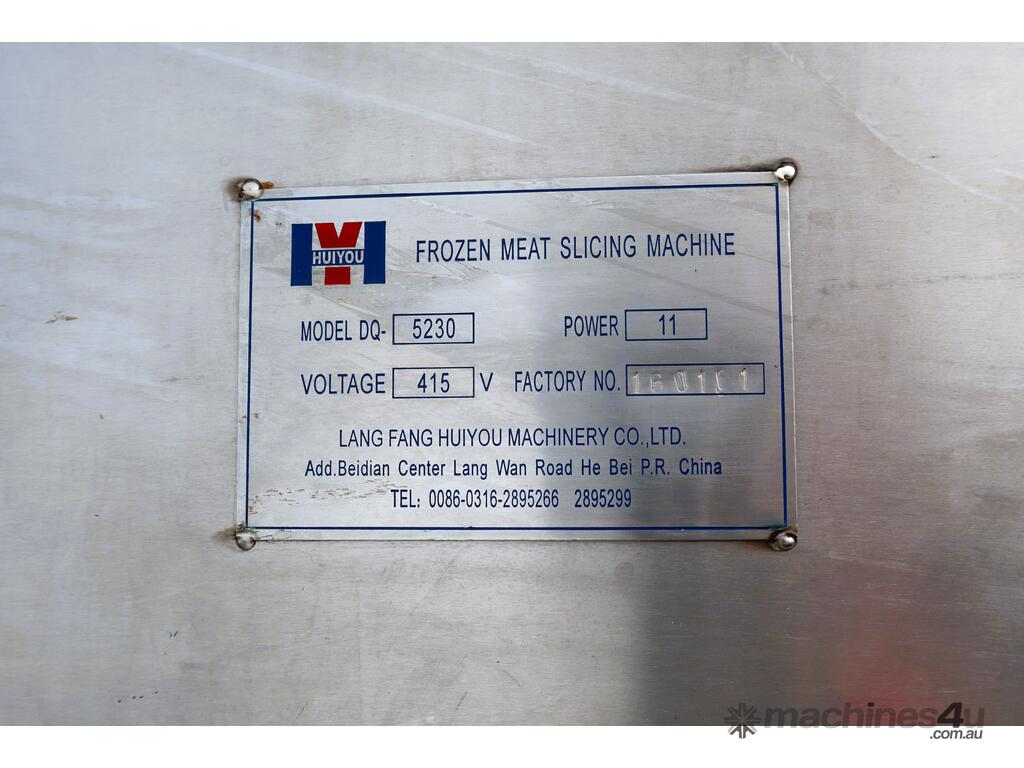 HUIYOU
FROZEN MEAT SLICING MACHINE
MODEL DQ- 5230 POWER 11
VOLTAGE 415 V FACTORY NO. 160101
LANG FANG HUIYOU MACHINERY CO.,LTD.
Add.Beidian Center Lang Wan Road He Bei P.R. China
TEL: 0086-0316-2895266 2895299
machines4u
.com.au